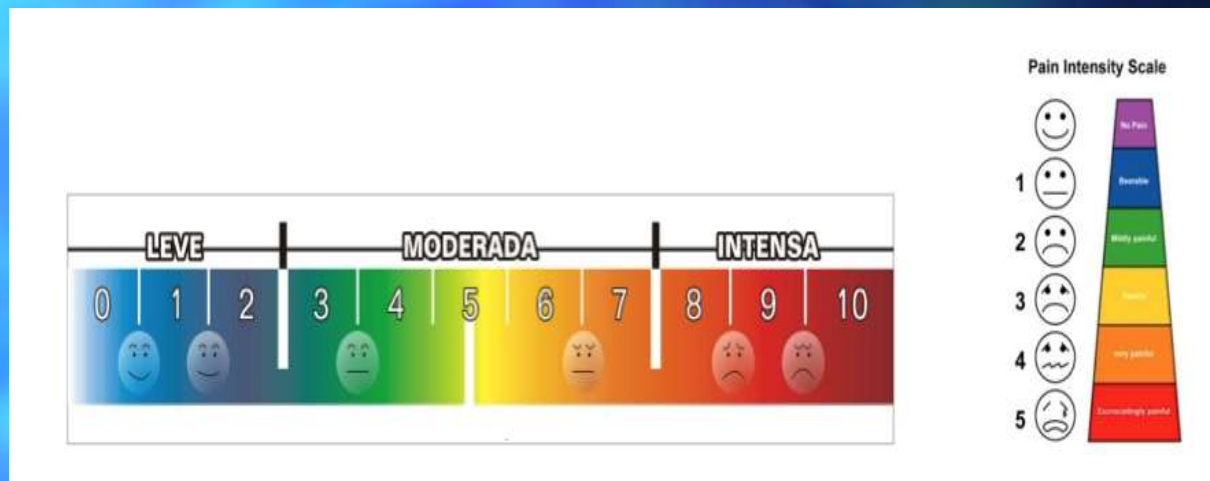 LEVE MODERADA INTENSA
0 1 2 3 4 5 6 7 8 9 10
Pain Intensity Scale
No Pain
1 Bearable
2 Mildly painful
3
4 very painful
5 Excruciatingly painful